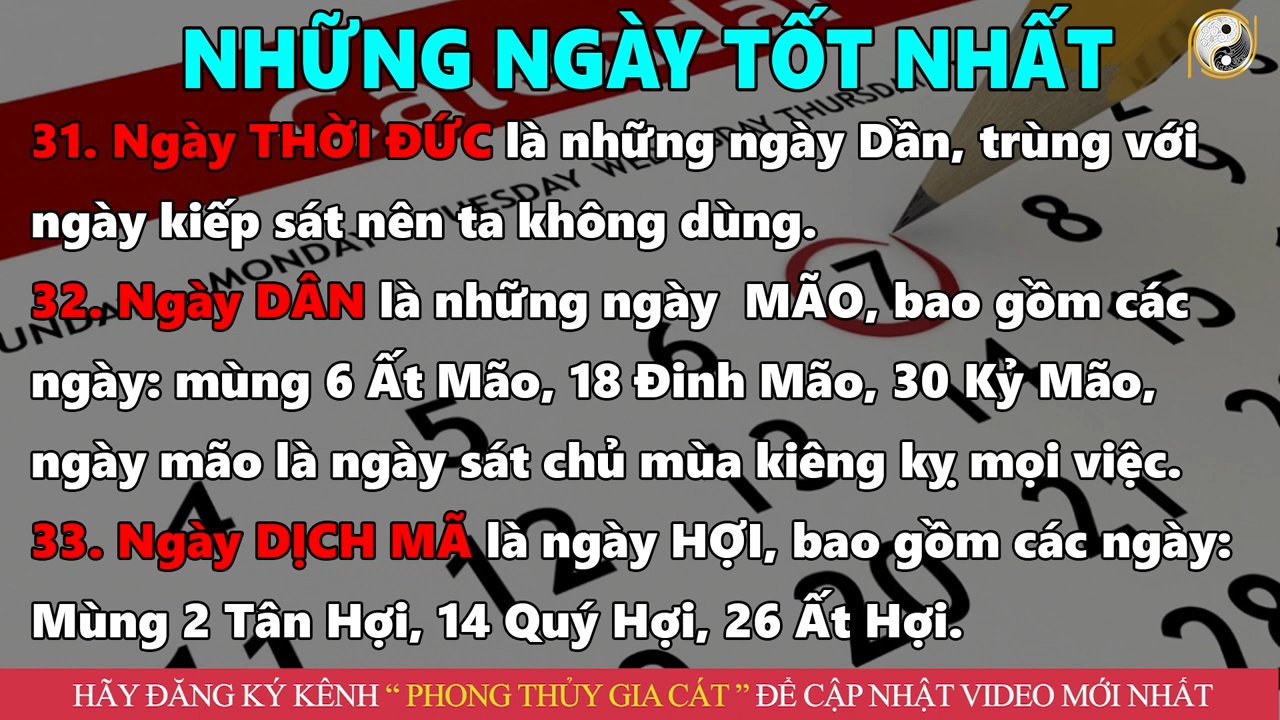 NHỮNG NGÀY TỐT NHẤT
31. Ngày THỜI ĐỨC là những ngày Dần, trùng với
ngày kiếp sát nên ta không dùng.
32. Ngày DÂN là những ngày MÃO, bao gồm các
ngày: mùng 6 Ất Mão, 18 Đinh Mão, 30 Kỷ Mão,
ngày mão là ngày sát chủ mùa kiêng kỵ mọi việc.
33. Ngày DỊCH MÃ là ngày HỢI, bao gồm các ngày:
Mùng 2 Tân Hợi, 14 Quý Hợi, 26 Ất Hợi.
HÃY ĐĂNG KÝ KÊNH “ PHONG THỦY GIA CÁT ” ĐỂ CẬP NHẬT VIDEO MỚI NHẤT